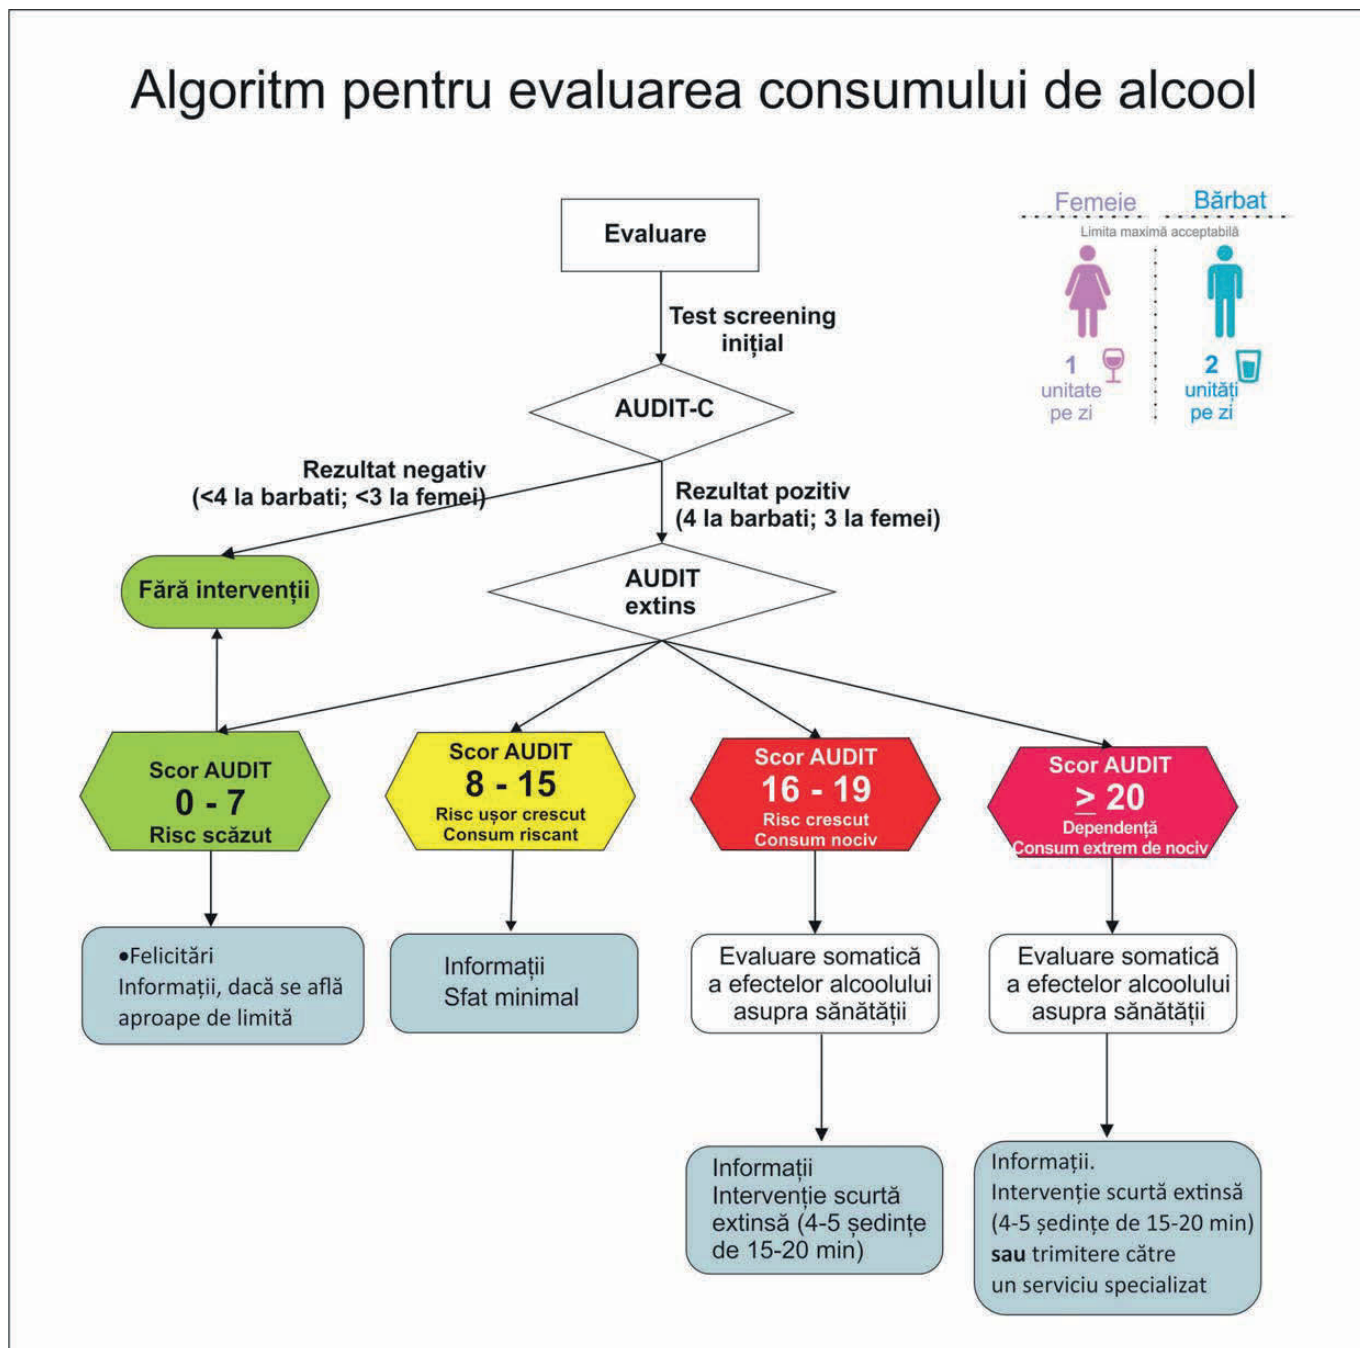 Algoritm pentru evaluarea consumului de alcool
Evaluare
Femeie
Bărbat
Limita maximă acceptabilă
1
unitate
pe zi
2
unități
pe zi
Test screening
inițial
AUDIT-C
Rezultat negativ
(<4 la barbati; <3 la femei)
Rezultat pozitiv
(4 la barbati; 3 la femei)
Fără intervenții
AUDIT
extins
Scor AUDIT
0 - 7
Risc scăzut
Scor AUDIT
8 - 15
Risc ușor crescut
Consum riscant
Scor AUDIT
16 - 19
Risc crescut
Consum nociv
Scor AUDIT
≥ 20
Dependență
Consum extrem de nociv
•Felicitări
Informații, dacă se află
aproape de limită
Informații
Sfat minimal
Evaluare somatică
a efectelor alcoolului
asupra sănătății
Evaluare somatică
a efectelor alcoolului
asupra sănătății
Informații
Intervenție scurtă
extinsă (4-5 ședințe
de 15-20 min)
Informații.
Intervenție scurtă extinsă
(4-5 ședințe de 15-20 min)
sau trimitere către
un serviciu specializat